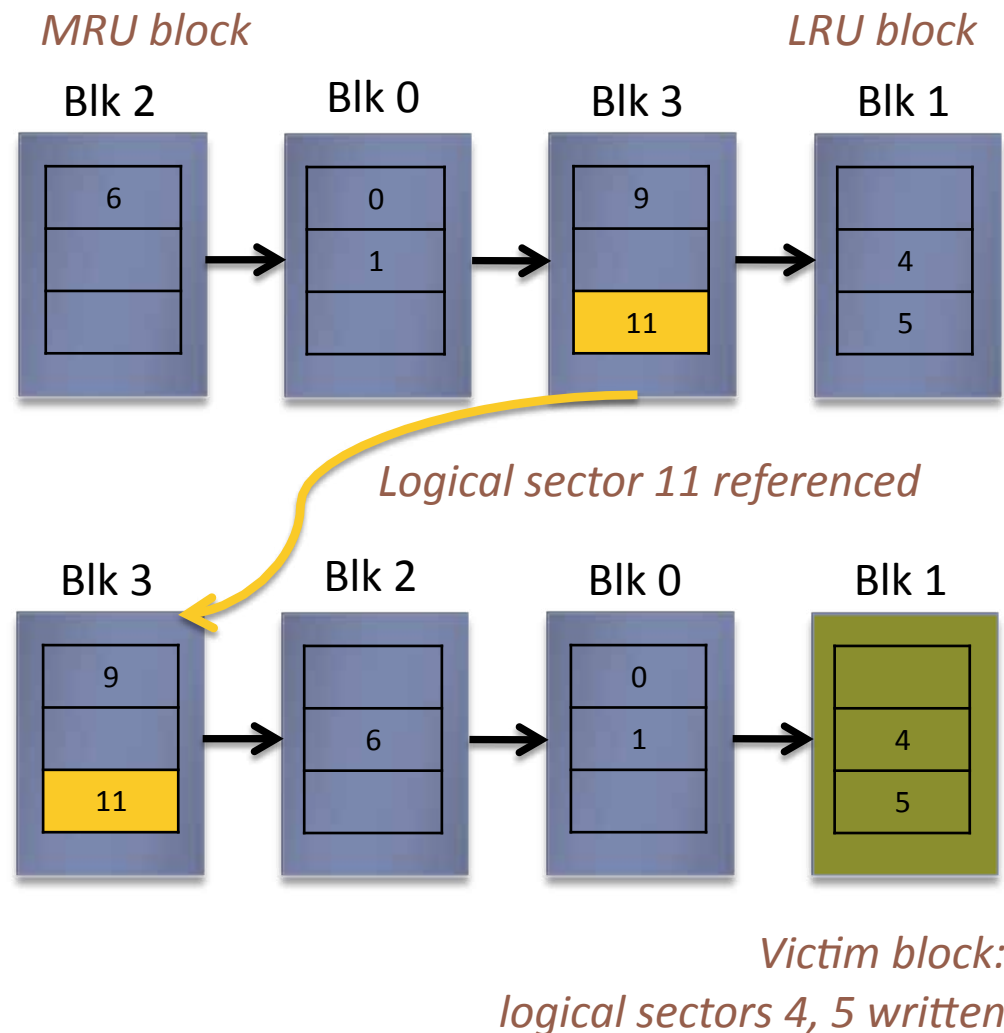 MRU block LRU block
Blk 2 Blk 0 Blk 3 Blk 1
6 0 9
1 4
11 5
Logical sector 11 referenced
Blk 3 Blk 2 Blk 0 Blk 1
9 0
6 1 4
11 5
Victim block:
logical sectors 4, 5 written